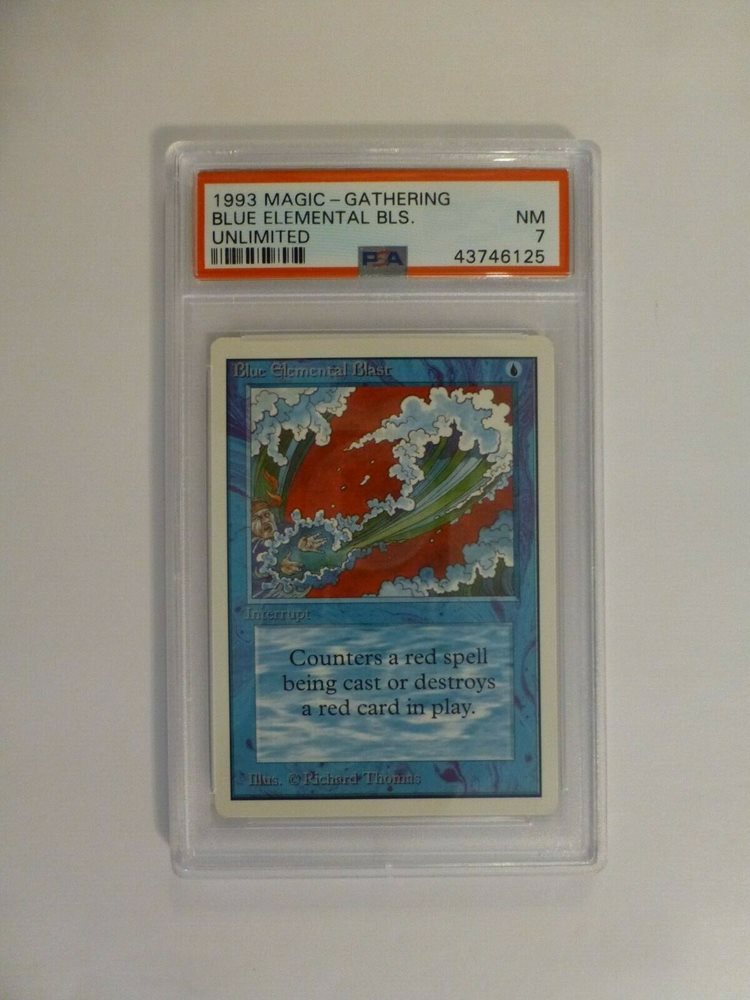 1993 MAGIC – GATHERING
BLUE ELEMENTAL BLS. NM
UNLIMITED 7
PSA 43746125
Blue Elemental Blast
Interrupt
Counters a red spell
being cast or destroys
a red card in play.
Illus. © Richard Thomas